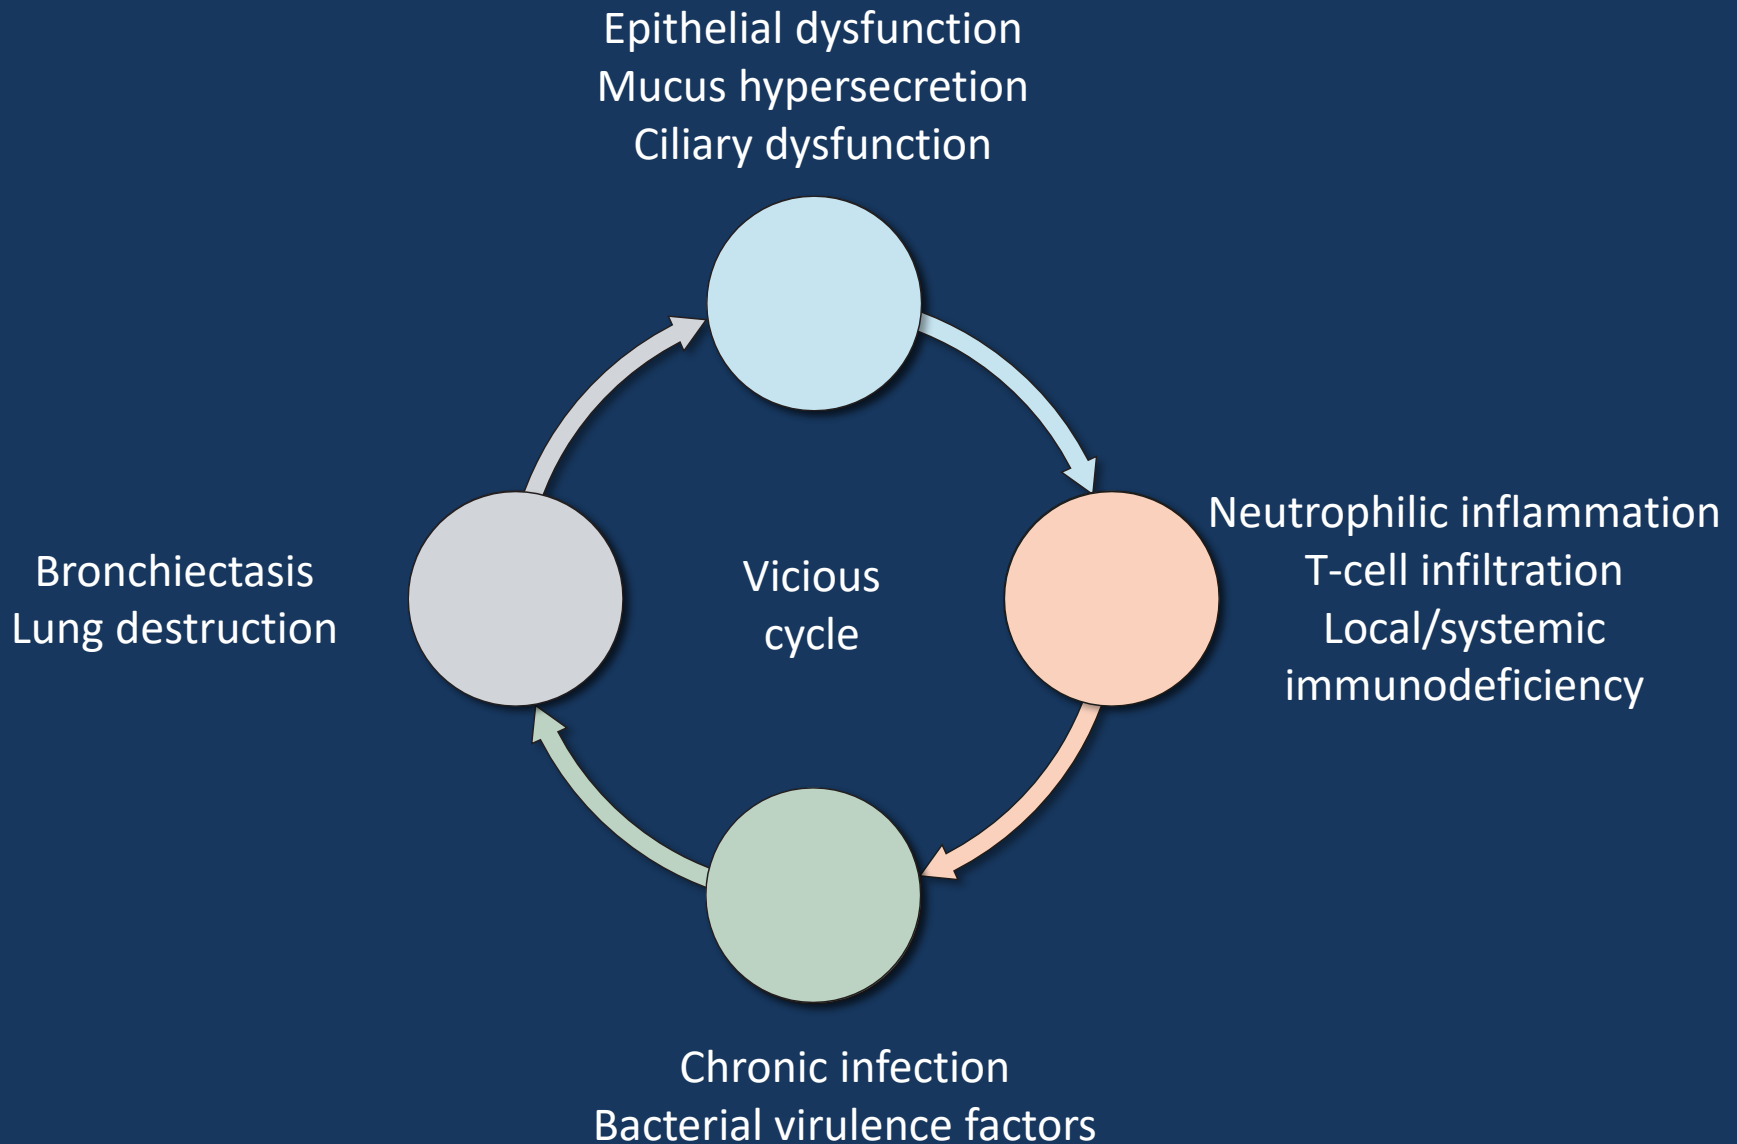 Epithelial dysfunction
Mucus hypersecretion
Ciliary dysfunction
Neutrophilic inflammation
T-cell infiltration
Local/systemic
immunodeficiency
Vicious
cycle
Bronchiectasis
Lung destruction
Chronic infection
Bacterial virulence factors